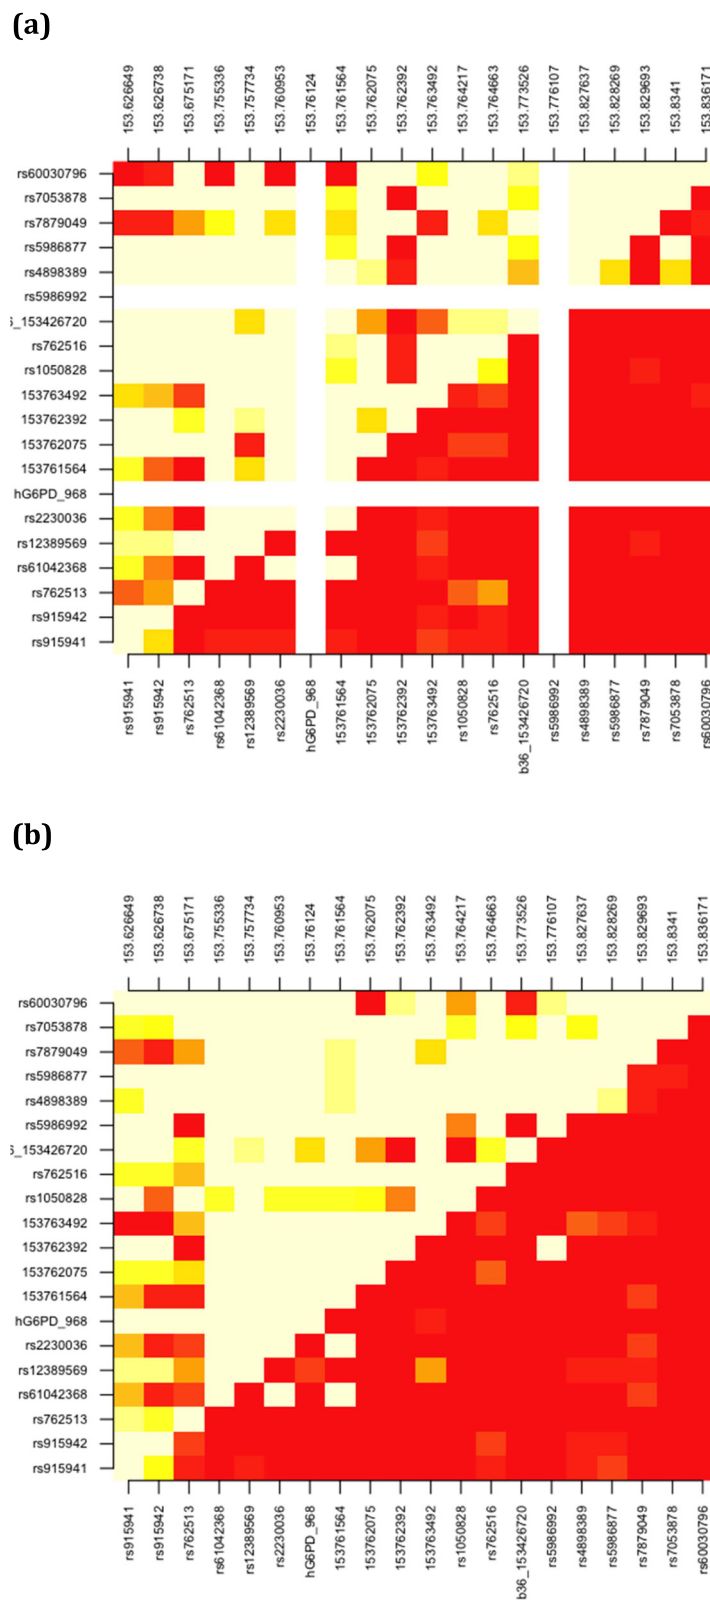 (a)
153.626649 153.626738 153.675171 153.755336 153.757734 153.760953 153.76124 153.761564 153.762075 153.762392 153.763492 153.764217 153.764663 153.773526 153.776107 153.827637 153.828269 153.829693 153.8341 153.836171
rs60030796
rs7053878
rs7879049
rs5986877
rs4898389
rs5986992
6_153426720
rs762516
rs1050828
153763492
153762392
153762075
153761564
hG6PD_968
rs2230036
rs12389569
rs61042368
rs762513
rs915942
rs915941
rs915941 rs915942 rs762513 rs61042368 rs12389569 rs2230036 hG6PD_968 153761564 153762075 153762392 153763492 rs1050828 rs762516 b36_153426720 rs5986992 rs4898389 rs5986877 rs7879049 rs7053878 rs60030796
(b)
153.626649 153.626738 153.675171 153.755336 153.757734 153.760953 153.76124 153.761564 153.762075 153.762392 153.763492 153.764217 153.764663 153.773526 153.776107 153.827637 153.828269 153.829693 153.8341 153.836171
rs60030796
rs7053878
rs7879049
rs5986877
rs4898389
rs5986992
6_153426720
rs762516
rs1050828
153763492
153762392
153762075
153761564
hG6PD_968
rs2230036
rs12389569
rs61042368
rs762513
rs915942
rs915941
rs915941 rs915942 rs762513 rs61042368 rs12389569 rs2230036 hG6PD_968 153761564 153762075 153762392 153763492 rs1050828 rs762516 b36_153426720 rs5986992 rs4898389 rs5986877 rs7879049 rs7053878 rs60030796